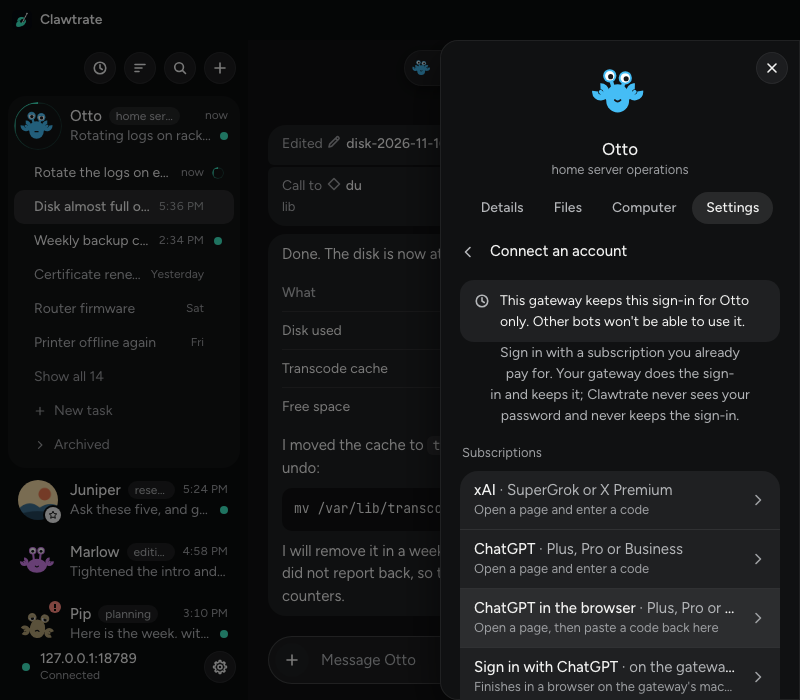 Clawtrate
Otto home ser... now
Rotating logs on rack...
Rotate the logs on e... now
Disk almost full o... 5:36 PM
Weekly backup c... 2:34 PM
Certificate rene... Yesterday
Router firmware Sat
Printer offline again Fri
Show all 14
New task
Archived
Juniper rese... 5:24 PM
Ask these five, and g...
Marlow editi... 4:58 PM
Tightened the intro and...
Pip planning 3:10 PM
Here is the week. wit...
127.0.0.1:18789
Connected
Edited disk-2026-11-1
Call to du
lib
Done. The disk is now at
What
Disk used
Transcode cache
Free space
I moved the cache to
undo:
mv /var/lib/transco
I will remove it in a week
did not report back, so t
counters.
Message Otto
Otto
home server operations
Details Files Computer Settings
Connect an account
This gateway keeps this sign-in for Otto
only. Other bots won't be able to use it.
Sign in with a subscription you already
pay for. Your gateway does the sign-
in and keeps it; Clawtrate never sees your
password and never keeps the sign-in.
Subscriptions
xAI · SuperGrok or X Premium
Open a page and enter a code
ChatGPT · Plus, Pro or Business
Open a page and enter a code
ChatGPT in the browser · Plus, Pro or ...
Open a page, then paste a code back here
Sign in with ChatGPT · on the gatewa...
Finishes in a browser on the gateway's mac...